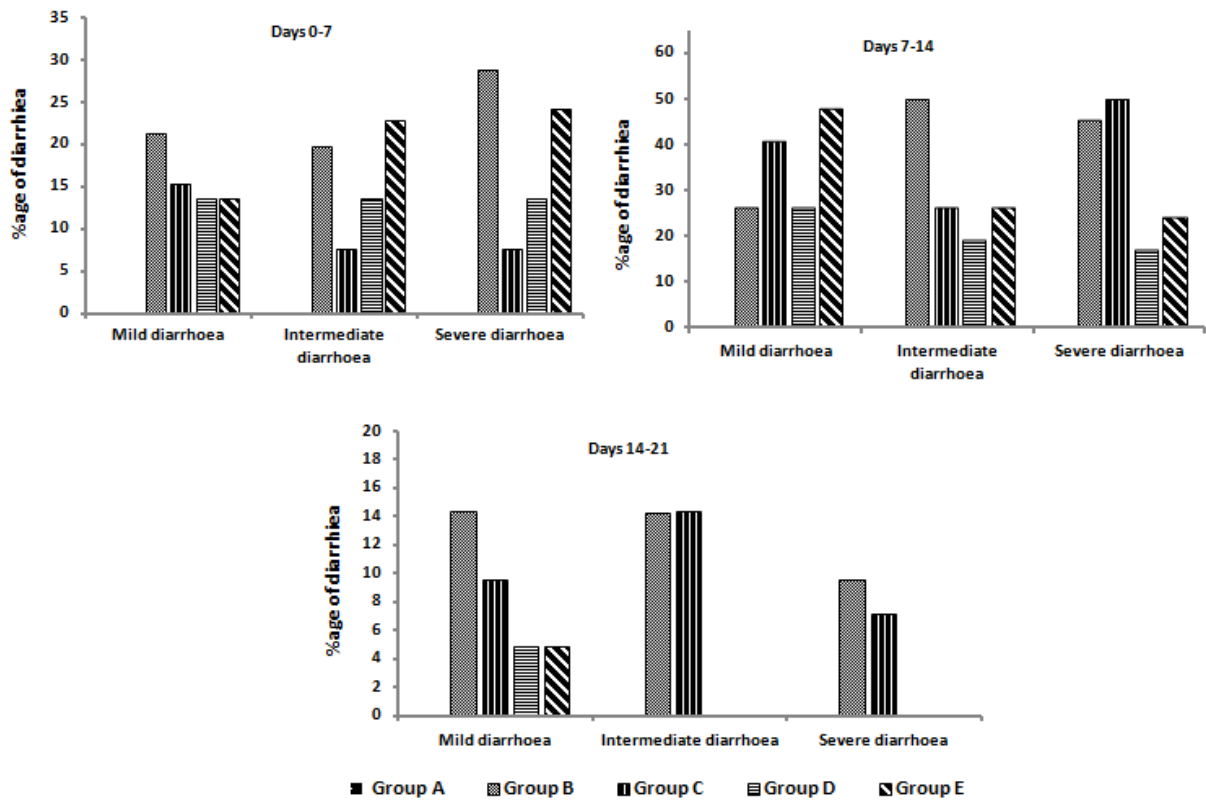 Days 0-7
%age of diarrhiea
35
30
25
20
15
10
5
0
Mild diarrhoea
Intermediate
diarrhoea
Severe diarrhoea
Days 7-14
%age of diarrhiea
60
50
40
30
20
10
0
Mild diarrhoea
Intermediate
diarrhoea
Severe diarrhoea
Days 14-21
%age of diarrhiea
20
18
16
14
12
10
8
6
4
2
0
Mild diarrhoea
Intermediate diarrhoea
Severe diarrhoea
Group A Group B Group C Group D Group E